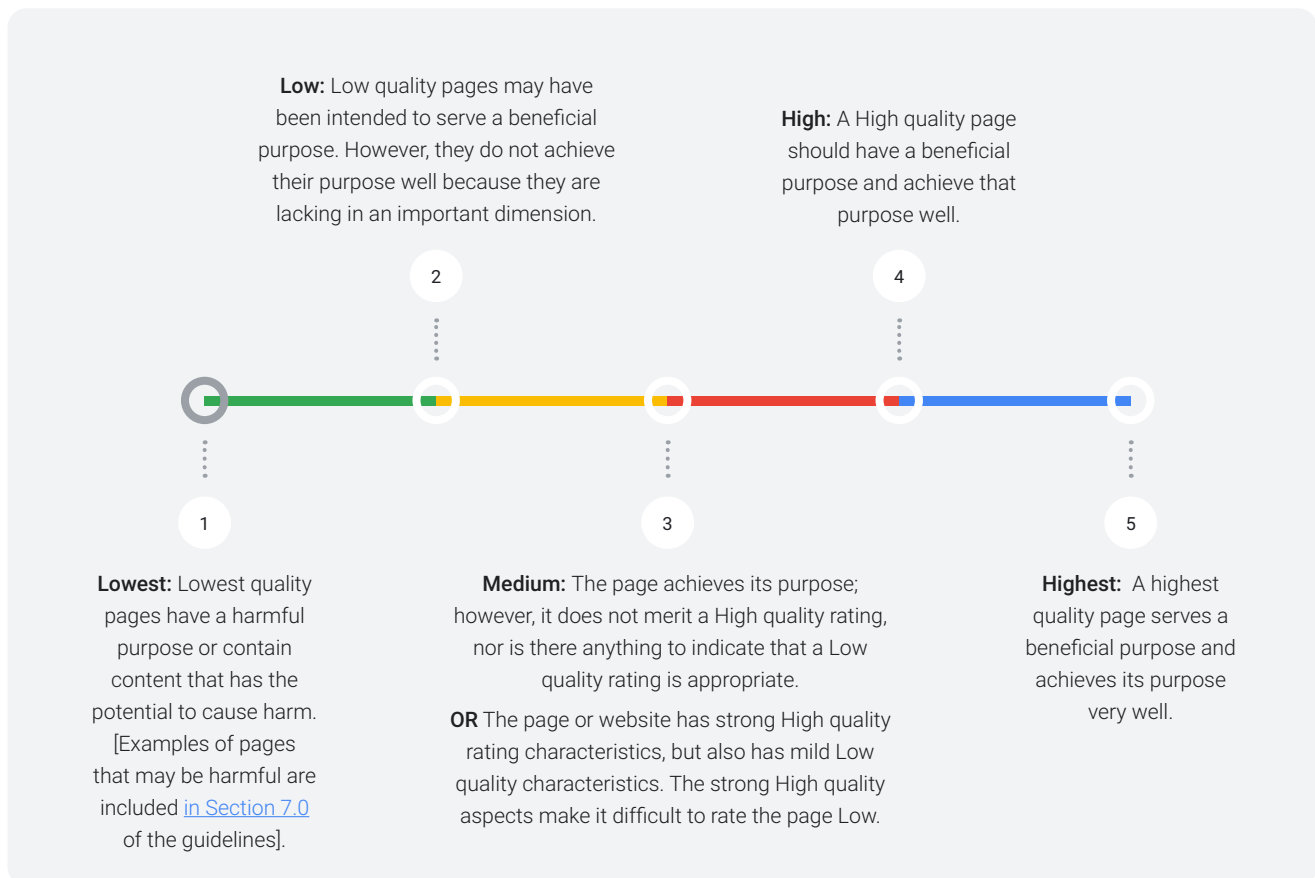 Low: Low quality pages may have
been intended to serve a beneficial
purpose. However, they do not achieve
their purpose well because they are
lacking in an important dimension.
2
High: A High quality page
should have a beneficial
purpose and achieve that
purpose well.
4
1
Lowest: Lowest quality
pages have a harmful
purpose or contain
content that has the
potential to cause harm.
[Examples of pages
that may be harmful are
included in Section 7.0
of the guidelines].
3
Medium: The page achieves its purpose;
however, it does not merit a High quality rating,
nor is there anything to indicate that a Low
quality rating is appropriate.
OR The page or website has strong High quality
rating characteristics, but also has mild Low
quality characteristics. The strong High quality
aspects make it difficult to rate the page Low.
5
Highest: A highest
quality page serves a
beneficial purpose and
achieves its purpose
very well.